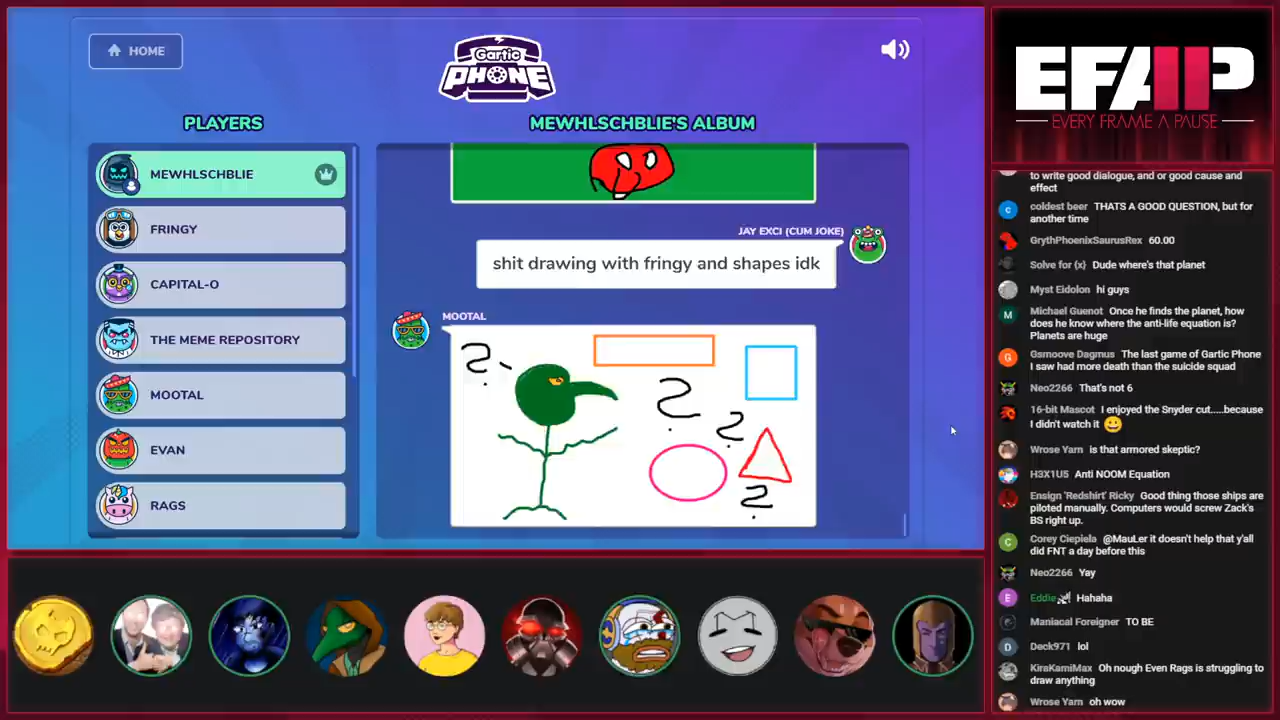 HOME
Gartic
PHONE
PLAYERS
MEWHLSCHBLIE
FRINGY
CAPITAL-O
THE MEME REPOSITORY
MOOTAL
EVAN
RAGS
MEWHLSCHBLIE'S ALBUM
JAY EXCI (CUM JOKE)
shit drawing with fringy and shapes idk
MOOTAL
?
?
?
?
EFAP
EVERY FRAME A PAUSE
to write good dialogue, and or good cause and
effect
coldest beer THATS A GOOD QUESTION, but for
another time
GrythPhoenixSaurusRex 60.00
Solve for {x} Dude where's that planet
Myst Eidolon hi guys
Michael Guenot Once he finds the planet, how
does he know where the anti-life equation is?
Planets are huge
Gsmoove Dagmus The last game of Gartic Phone
I saw had more death than the suicide squad
Neo2266 That's not 6
16-bit Mascot I enjoyed the Snyder cut.....because
I didn't watch it
Wrose Yarn is that armored skeptic?
H3X1U5 Anti NOOM Equation
Ensign 'Redshirt' Ricky Good thing those ships are
piloted manually. Computers would screw Zack's
BS right up.
Corey Ciepiela @MauLer it doesn't help that y'all
did FNT a day before this
Neo2266 Yay
Eddie Hahaha
Maniacal Foreigner TO BE
Deck971 lol
KiraKamiMax Oh nough Even Rags is struggling to
draw anything
Wrose Yarn oh wow